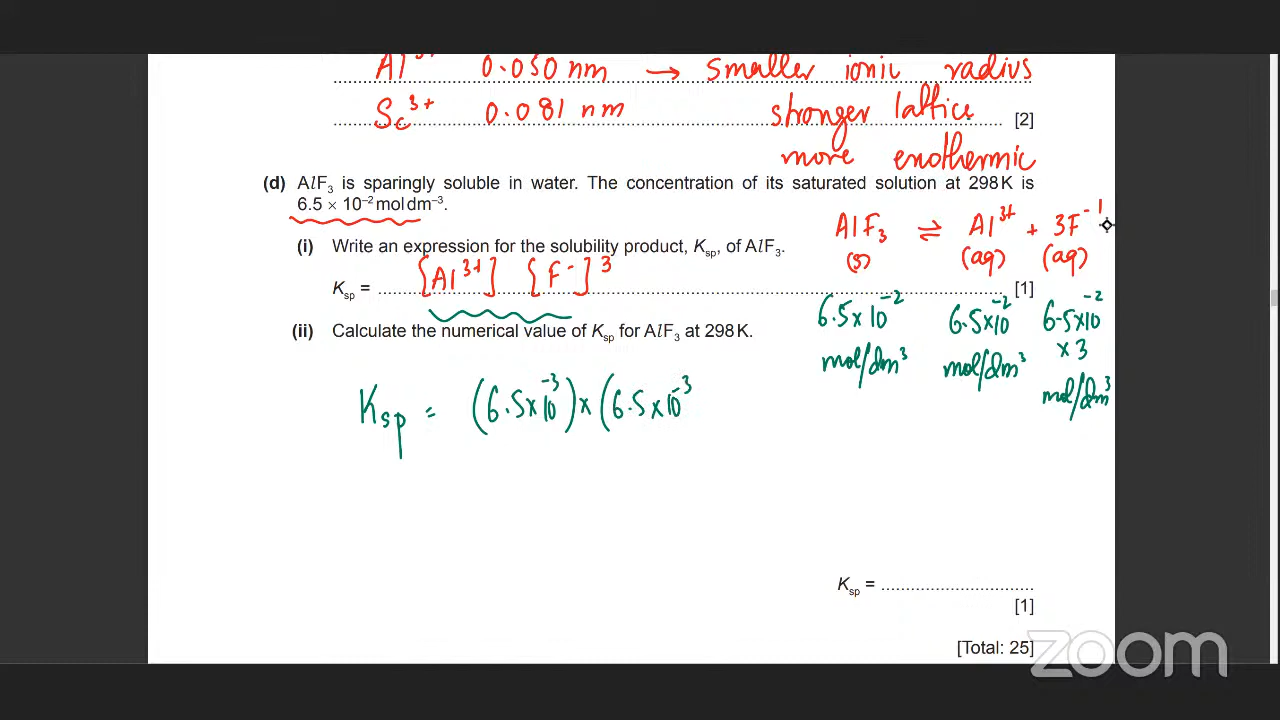 Al³⁺ 0.050 nm → smaller ionic radius
Sc³⁺ 0.081 nm stronger lattice
[2]
more exothermic
(d) AlF₃ is sparingly soluble in water. The concentration of its saturated solution at 298 K is
6.5 × 10⁻² mol dm⁻³.
AlF₃ ⇌ Al³⁺ + 3F⁻¹
(s) (aq) (aq)
(i) Write an expression for the solubility product, Kₛₚ, of AlF₃.
Kₛₚ = [Al³⁺] [F⁻]³
[1]
6.5×10⁻² 6.5×10⁻² 6.5×10⁻²
× 3
mol/dm³ mol/dm³ mol/dm³
(ii) Calculate the numerical value of Kₛₚ for AlF₃ at 298 K.
Ksp = (6.5×10⁻³) × (6.5×10⁻³
Kₛₚ = ..............................
[1]
[Total: 25]
zoom